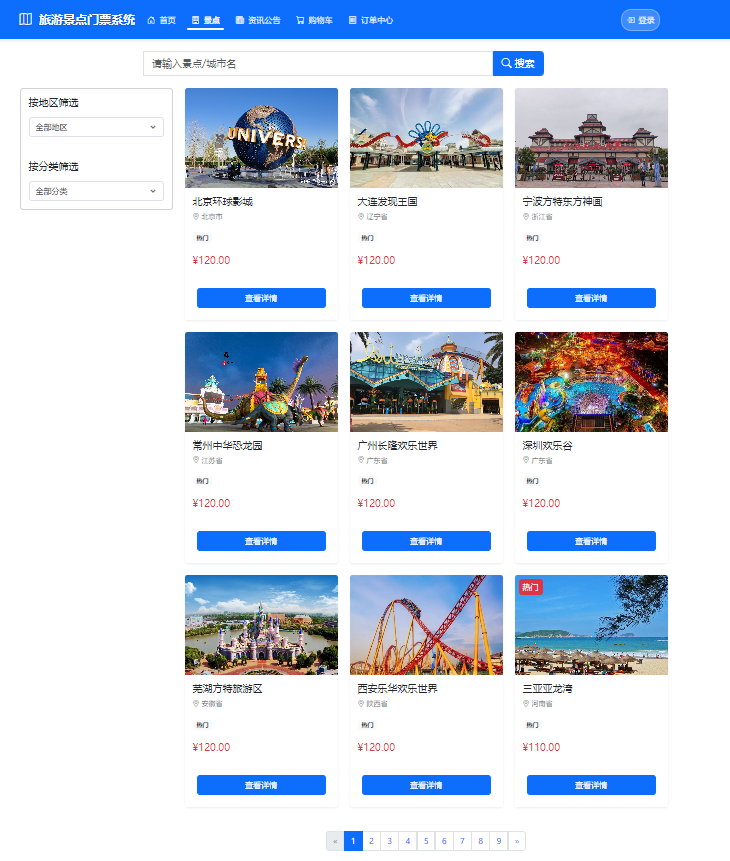 旅游景点门票系统 首页 景点 资讯公告 购物车 订单中心 登录
请输入景点/城市名 搜索
按地区筛选
全部地区
按分类筛选
全部分类
UNIVERS
北京环球影城
北京市
热门
¥120.00
查看详情
大连发现王国
辽宁省
热门
¥120.00
查看详情
宁波方特东方神画
浙江省
热门
¥120.00
查看详情
常州中华恐龙园
江苏省
热门
¥120.00
查看详情
广州长隆欢乐世界
广东省
热门
¥120.00
查看详情
深圳欢乐谷
广东省
热门
¥120.00
查看详情
芜湖方特旅游区
安徽省
热门
¥120.00
查看详情
西安乐华欢乐世界
陕西省
热门
¥120.00
查看详情
热门
三亚亚龙湾
河南省
热门
¥110.00
查看详情
« 1 2 3 4 5 6 7 8 9 »